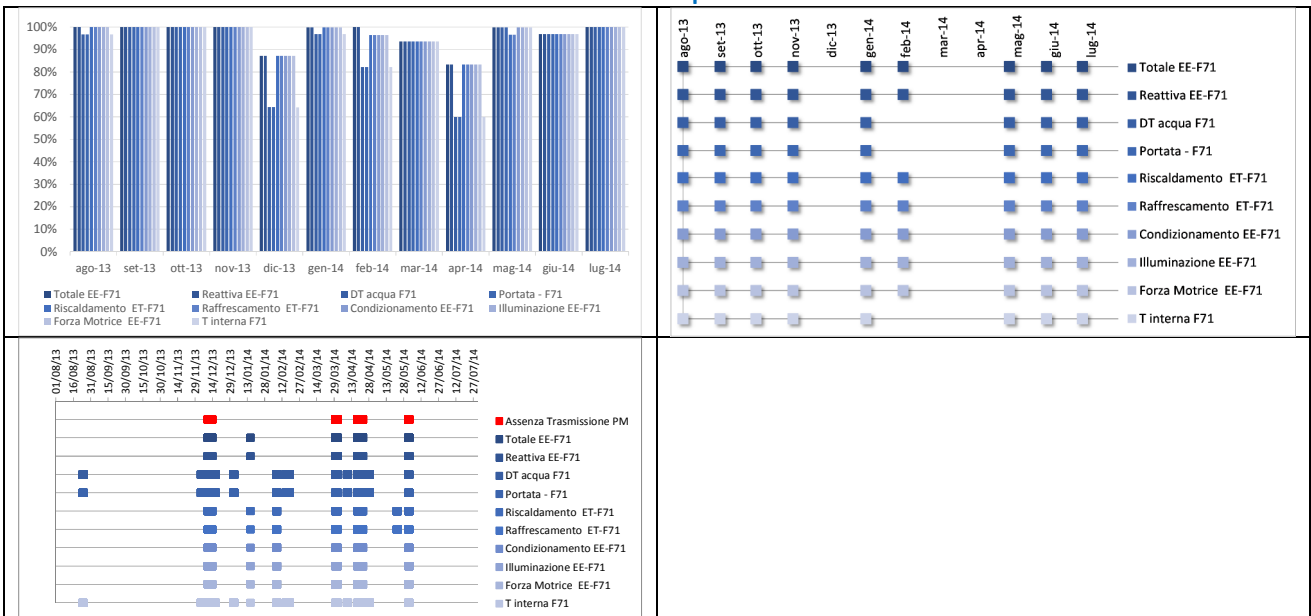 100%
90%
80%
70%
60%
50%
40%
30%
20%
10%
0%
ago-13 set-13 ott-13 nov-13 dic-13 gen-14 feb-14 mar-14 apr-14 mag-14 giu-14 lug-14
Totale EE-F71 Reattiva EE-F71 DT acqua F71 Portata - F71
Riscaldamento ET-F71 Raffrescamento ET-F71 Condizionamento EE-F71 Illuminazione EE-F71
Forza Motrice EE-F71 T interna F71
ago-13 set-13 ott-13 nov-13 dic-13 gen-14 feb-14 mar-14 apr-14 mag-14 giu-14 lug-14
Totale EE-F71
Reattiva EE-F71
DT acqua F71
Portata - F71
Riscaldamento ET-F71
Raffrescamento ET-F71
Condizionamento EE-F71
Illuminazione EE-F71
Forza Motrice EE-F71
T interna F71
01/08/13 16/08/13 31/08/13 15/09/13 30/09/13 15/10/13 30/10/13 14/11/13 29/11/13 14/12/13 29/12/13 13/01/14 28/01/14 12/02/14 27/02/14 14/03/14 29/03/14 13/04/14 28/04/14 13/05/14 28/05/14 12/06/14 27/06/14 12/07/14 27/07/14
Assenza Trasmissione PM
Totale EE-F71
Reattiva EE-F71
DT acqua F71
Portata - F71
Riscaldamento ET-F71
Raffrescamento ET-F71
Condizionamento EE-F71
Illuminazione EE-F71
Forza Motrice EE-F71
T interna F71